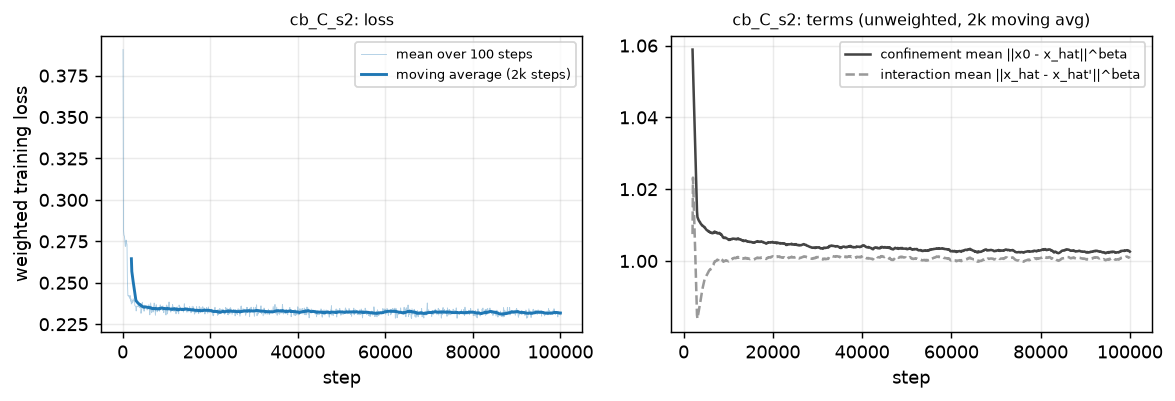 cb_C_s2: loss
mean over 100 steps
moving average (2k steps)
weighted training loss
0.375
0.350
0.325
0.300
0.275
0.250
0.225
0
20000
40000
60000
80000
100000
step
cb_C_s2: terms (unweighted, 2k moving avg)
confinement mean ||x0 - x_hat||^beta
interaction mean ||x_hat - x_hat'||^beta
1.06
1.04
1.02
1.00
0
20000
40000
60000
80000
100000
step